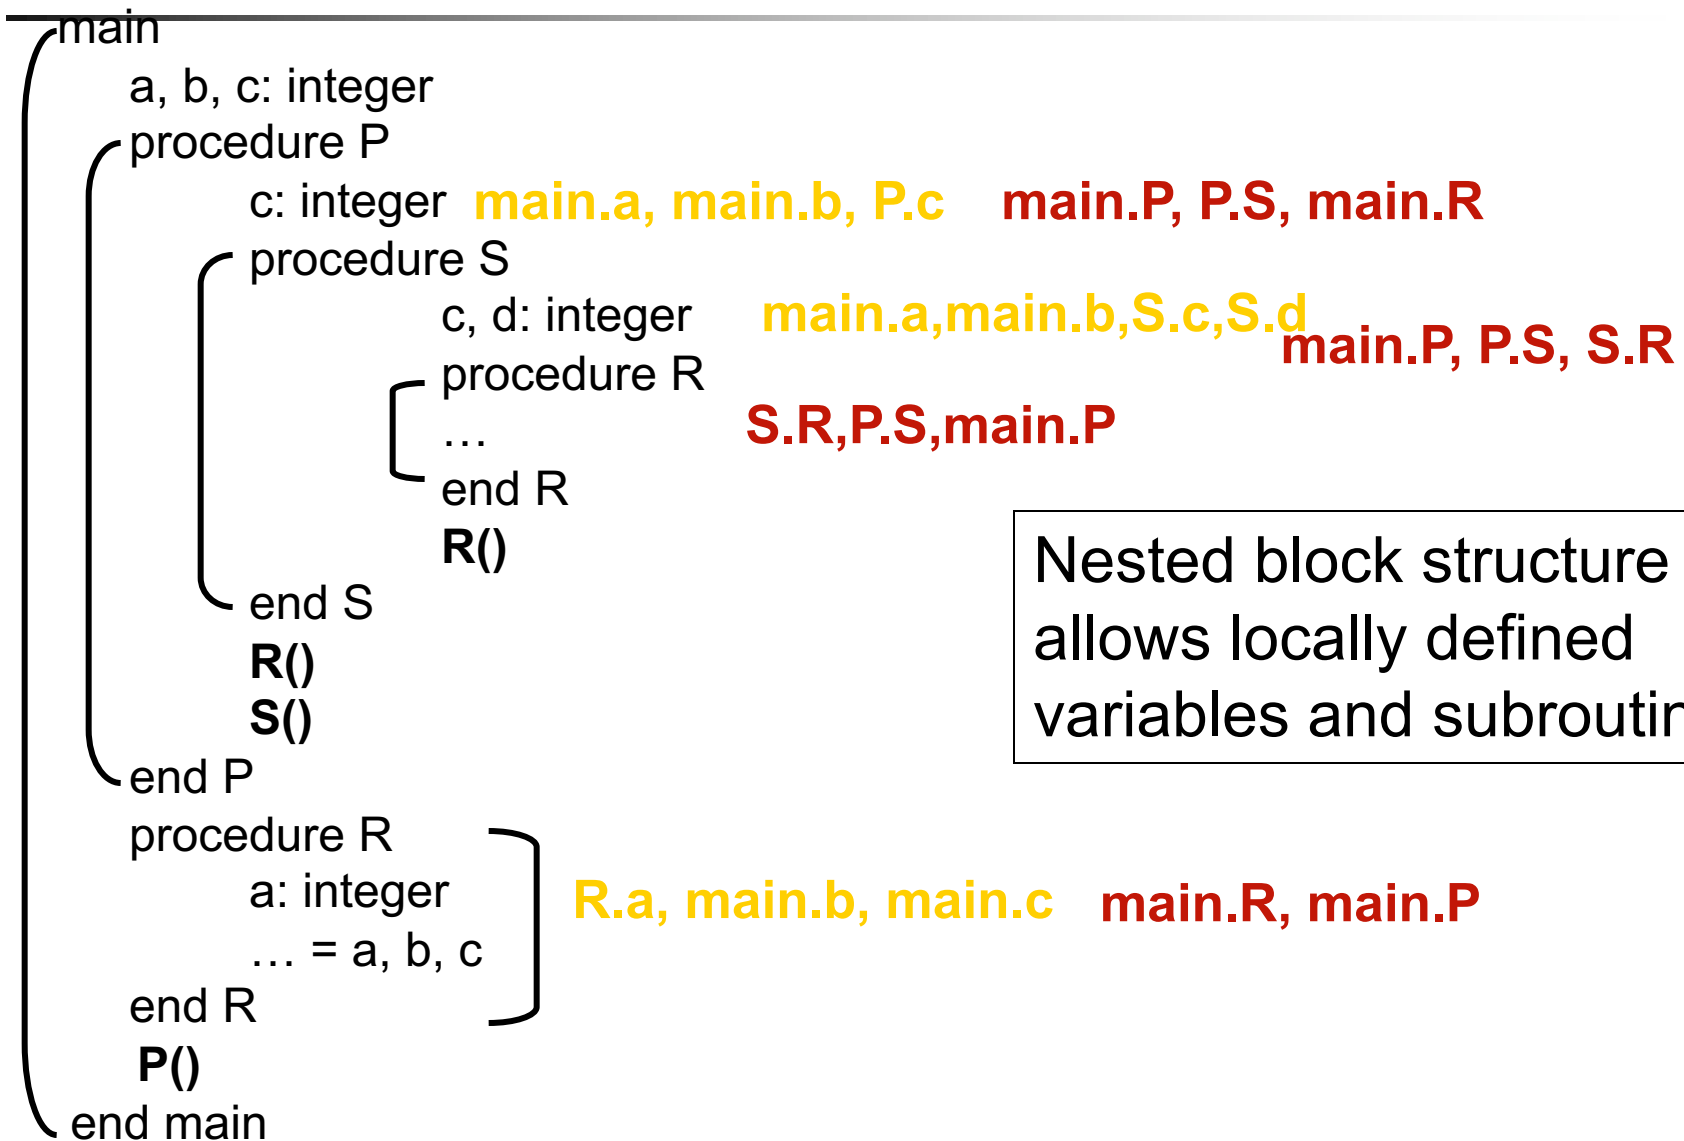 main
a, b, c: integer
procedure P
c: integer main.a, main.b, P.c main.P, P.S, main.R
procedure S
c, d: integer main.a,main.b,S.c,S.d
main.P, P.S, S.R
procedure R
… S.R,P.S,main.P
end R
R()
end S
R()
S()
end P
Nested block structure
allows locally defined
variables and subroutin
procedure R
a: integer R.a, main.b, main.c main.R, main.P
… = a, b, c
end R
P()
end main